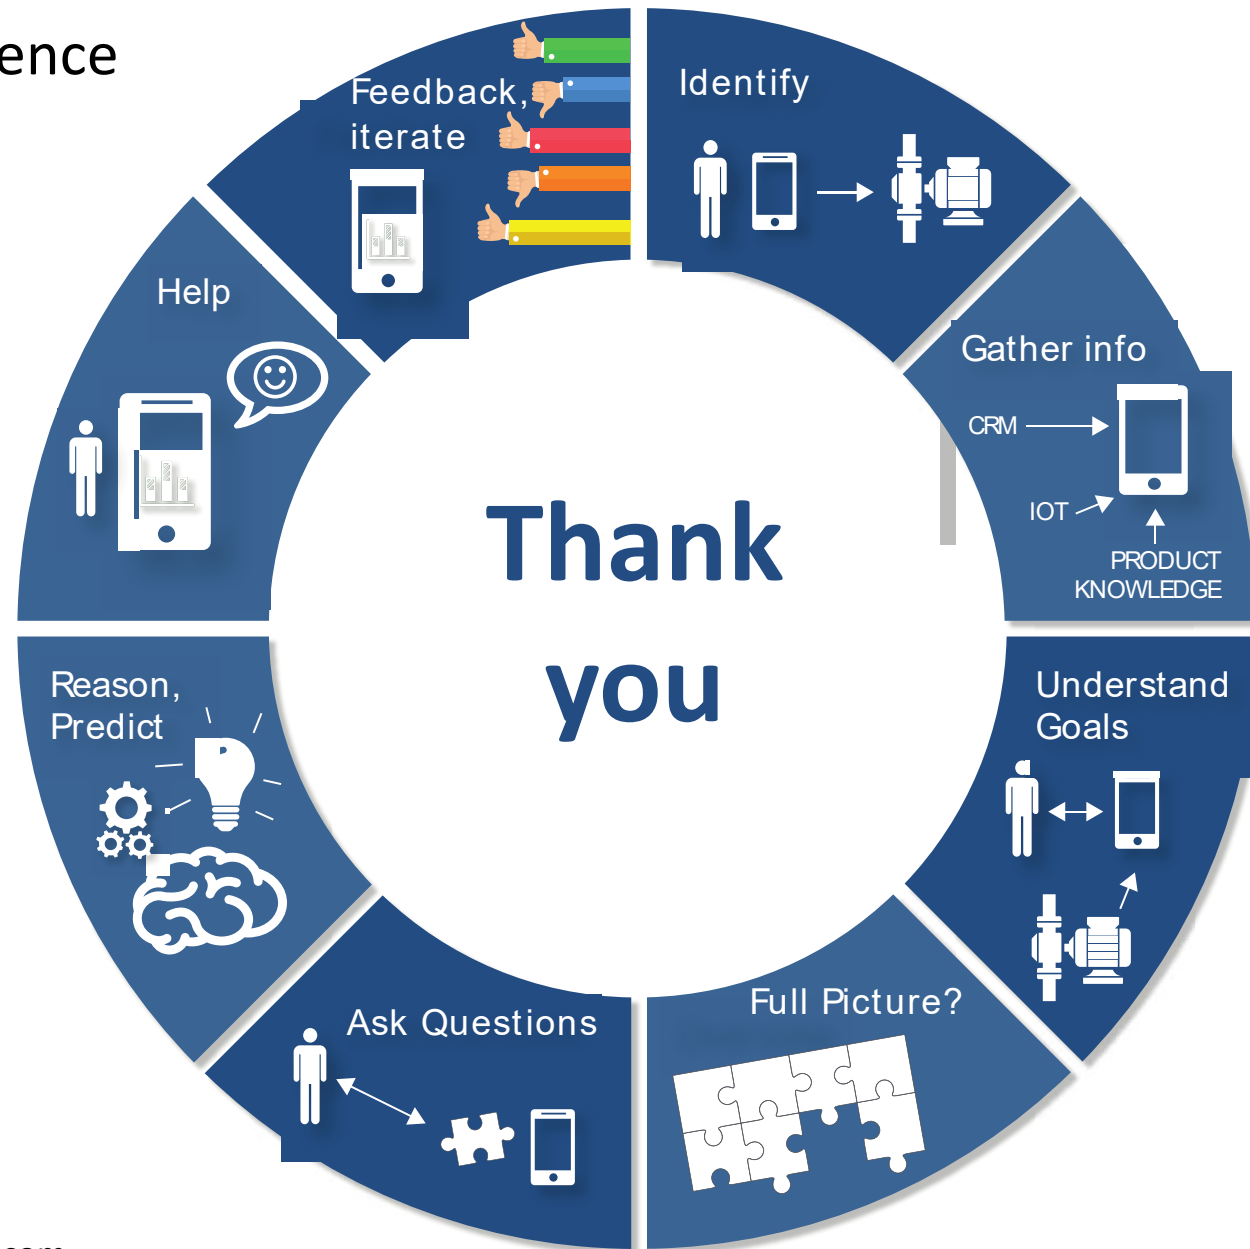 ence
Feedback,
iterate
Identify
Help
Gather info
CRM
IOT
PRODUCT
KNOWLEDGE
Thank
you
Reason,
Predict
Understand
Goals
Full Picture?
Ask Questions